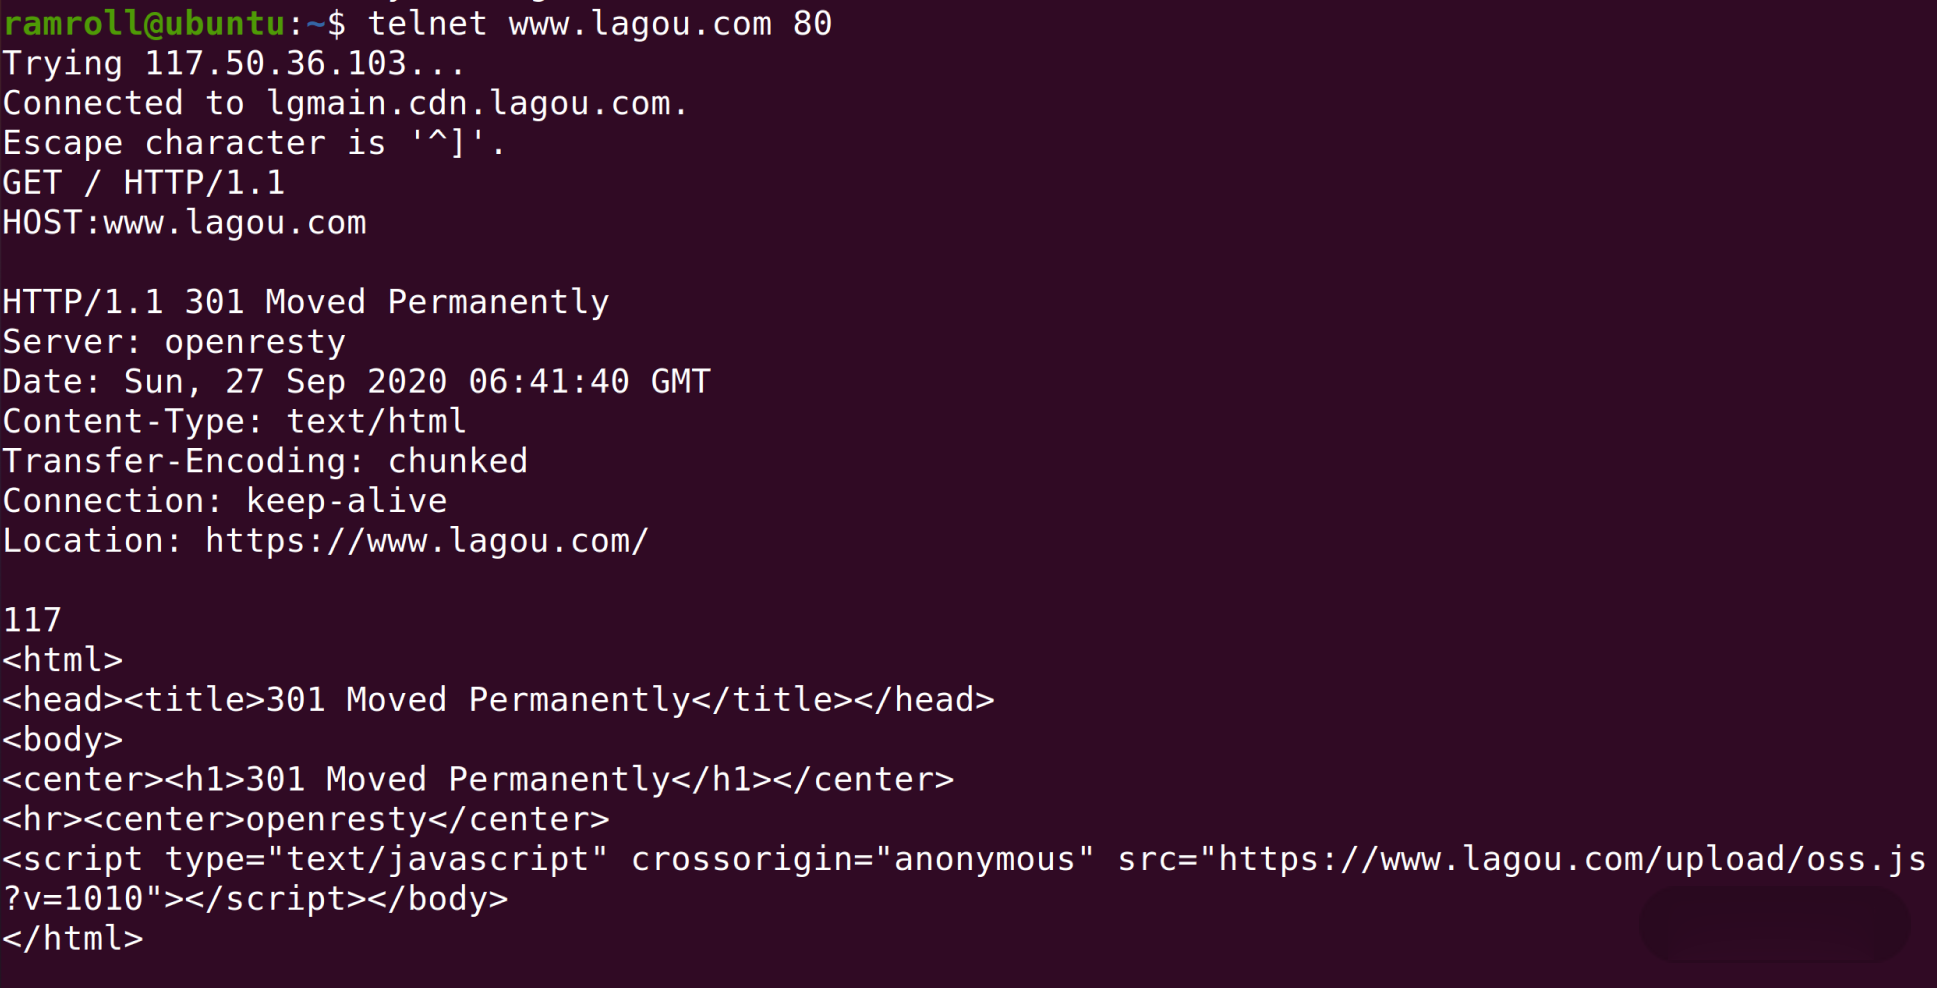 ramroll@ubuntu:~$ telnet www.lagou.com 80
Trying 117.50.36.103...
Connected to lgmain.cdn.lagou.com.
Escape character is '^]'.
GET / HTTP/1.1
HOST:www.lagou.com

HTTP/1.1 301 Moved Permanently
Server: openresty
Date: Sun, 27 Sep 2020 06:41:40 GMT
Content-Type: text/html
Transfer-Encoding: chunked
Connection: keep-alive
Location: https://www.lagou.com/

117
<html>
<head><title>301 Moved Permanently</title></head>
<body>
<center><h1>301 Moved Permanently</h1></center>
<hr><center>openresty</center>
<script type="text/javascript" crossorigin="anonymous" src="https://www.lagou.com/upload/oss.js
?v=1010"></script></body>
</html>